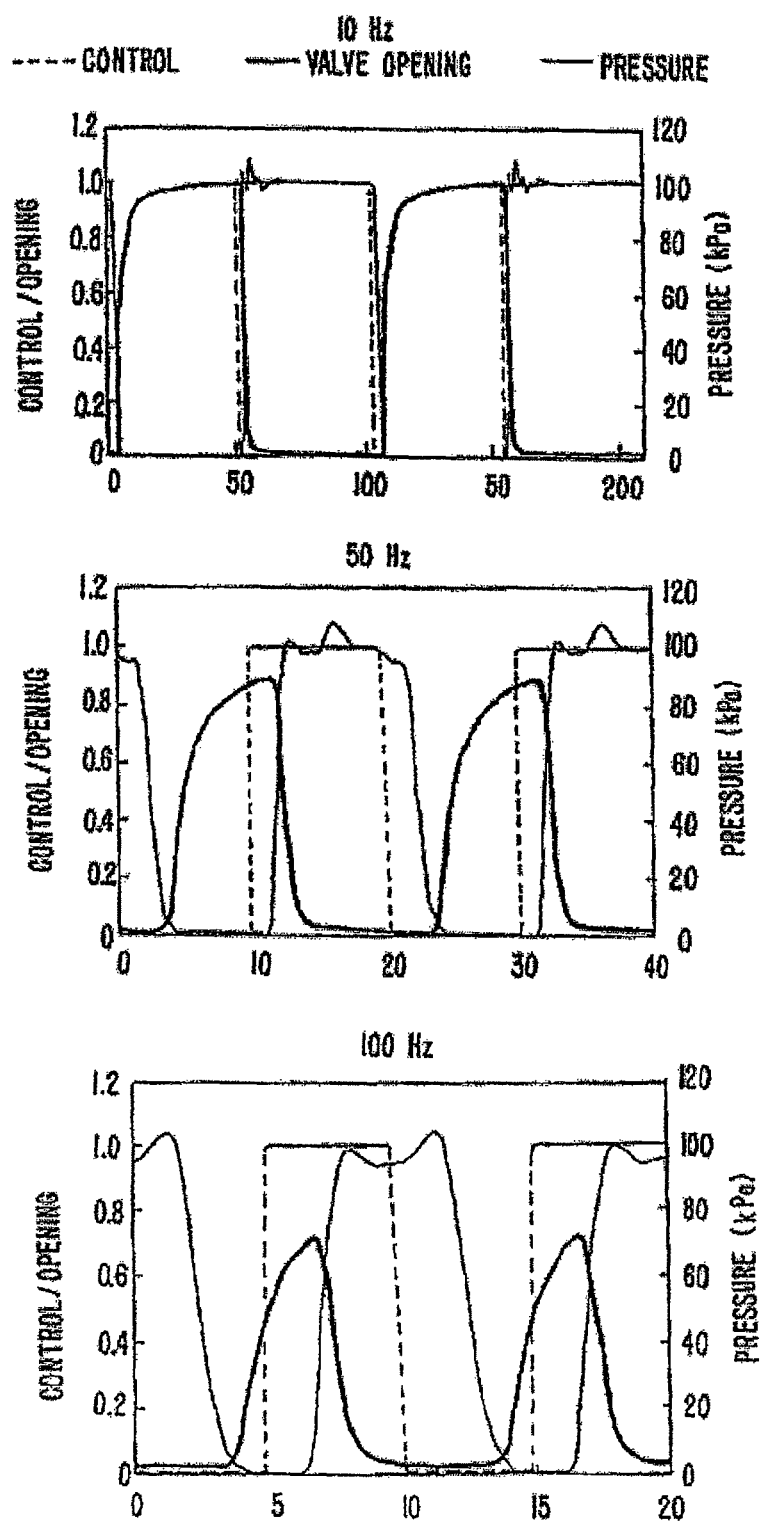 10 Hz
CONTROL VALVE OPENING PRESSURE
1.2 120
1.0 100
0.8 80
0.6 60
0.4 40
0.2 20
0 0
CONTROL/OPENING
PRESSURE (kPa)
0 50 100 50 200
50 Hz
1.2 120
1.0 100
0.8 80
0.6 60
0.4 40
0.2 20
0 0
CONTROL/OPENING
PRESSURE (kPa)
0 10 20 30 40
100 Hz
1.2 120
1.0 100
0.8 80
0.6 60
0.4 40
0.2 20
0 0
CONTROL/OPENING
PRESSURE (kPa)
0 5 10 15 20